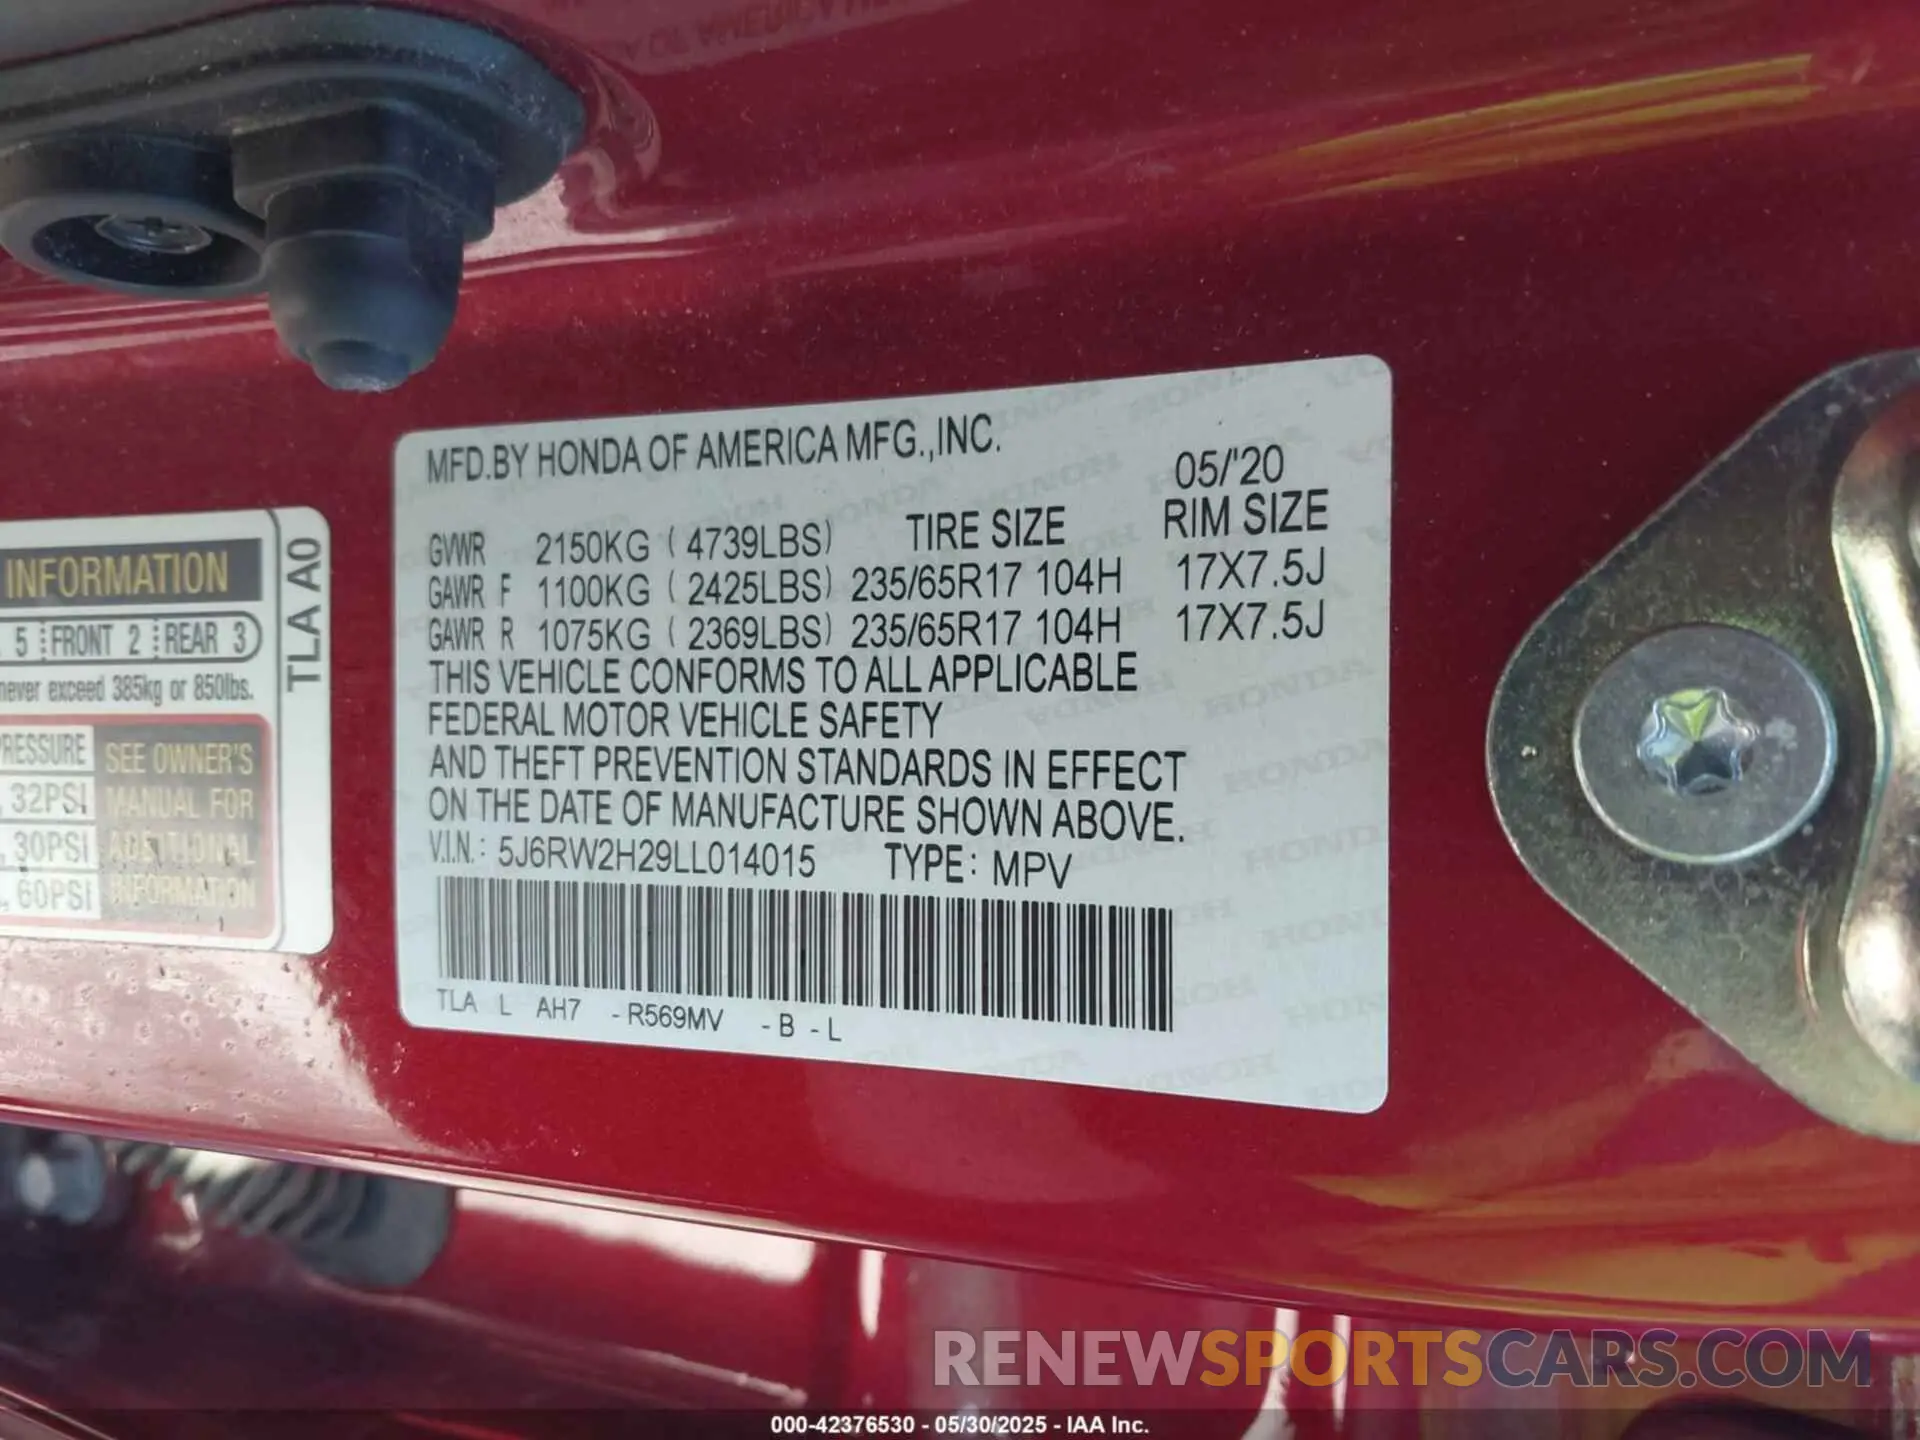 MFD.BY HONDA OF AMERICA MFG.,INC.
05/'20
GVWR 2150KG ( 4739LBS) TIRE SIZE RIM SIZE
GAWR F 1100KG ( 2425LBS) 235/65R17 104H 17X7.5J
GAWR R 1075KG ( 2369LBS) 235/65R17 104H 17X7.5J
THIS VEHICLE CONFORMS TO ALL APPLICABLE
FEDERAL MOTOR VEHICLE SAFETY
AND THEFT PREVENTION STANDARDS IN EFFECT
ON THE DATE OF MANUFACTURE SHOWN ABOVE.
V.I.N.: 5J6RW2H29LL014015 TYPE: MPV
TLA L AH7 -R569MV -B -L
INFORMATION
5 FRONT 2 REAR 3
never exceed 385kg or 850lbs.
PRESSURE
, 32PSI
, 30PSI
, 60PSI
SEE OWNER'S
MANUAL FOR
ADDITIONAL
INFORMATION
TLA A0
RENEWSPORTSCARS.COM
000-42376530 - 05/30/2025 - IAA Inc.